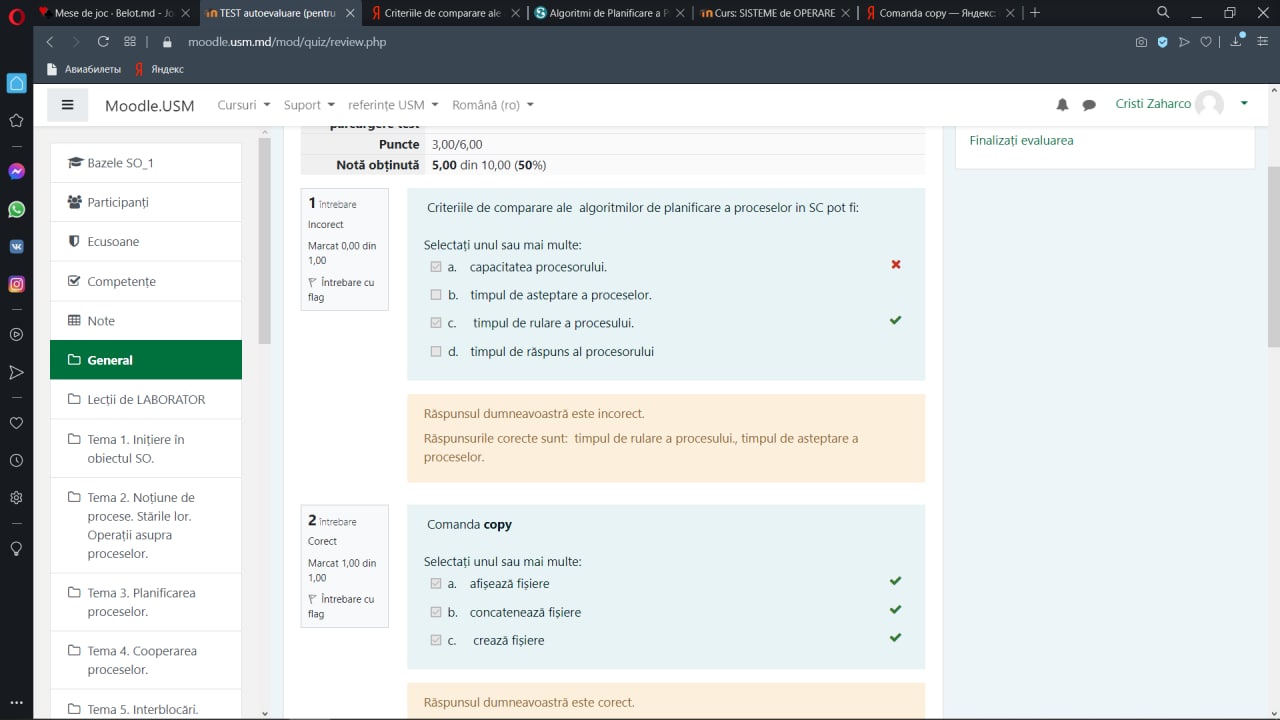 Mese de joc - Belot.md - Jo
TEST autoevaluare (pentru
Criteriile de comparare ale
Algoritmi de Planificare a P
Curs: SISTEME de OPERARE
Comanda copy — Яндекс:
moodle.usm.md/mod/quiz/review.php
Авиабилеты
Яндекс
Moodle.USM
Cursuri
Suport
referințe USM
Română (ro)
Cristi Zaharco
Bazele SO_1
Participanți
Ecusoane
Competențe
Note
General
Lecții de LABORATOR
Tema 1. Inițiere în
obiectul SO.
Tema 2. Noțiune de
procese. Stările lor.
Operații asupra
proceselor.
Tema 3. Planificarea
proceselor.
Tema 4. Cooperarea
proceselor.
Tema 5. Interblocări.
parcurgere test
Puncte 3,00/6,00
Notă obținută 5,00 din 10,00 (50%)
1 întrebare
Incorect
Marcat 0,00 din
1,00
Întrebare cu
flag
Criteriile de comparare ale algoritmilor de planificare a proceselor in SC pot fi:
Selectați unul sau mai multe:
a. capacitatea procesorului.
b. timpul de asteptare a proceselor.
c. timpul de rulare a procesului.
d. timpul de răspuns al procesorului
Răspunsul dumneavoastră este incorect.
Răspunsurile corecte sunt: timpul de rulare a procesului., timpul de asteptare a
proceselor.
2 întrebare
Corect
Marcat 1,00 din
1,00
Întrebare cu
flag
Comanda copy
Selectați unul sau mai multe:
a. afișează fișiere
b. concatenează fișiere
c. crează fișiere
Răspunsul dumneavoastră este corect.
Finalizați evaluarea